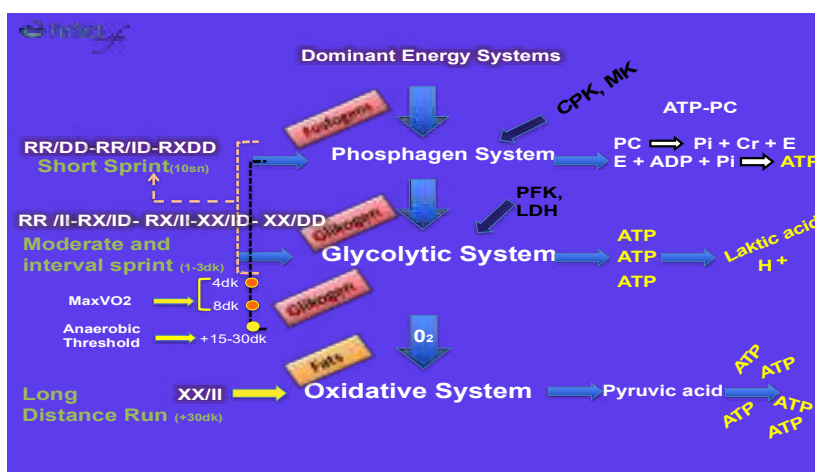 Dominant Energy Systems
CPK, MK
ATP-PC
Fosfogens
RR/DD-RR/ID-RXDD
Short Sprint(10sn)
Phosphagen System
PC Pi + Cr + E
E + ADP + Pi ATP
PFK,
LDH
RR /II-RX/ID- RX/II-XX/ID- XX/DD
Glikogen
Moderate and
interval sprint (1-3dk)
Glycolytic System
ATP
ATP
ATP
Laktic acid
H +
4dk
MaxVO2
8dk
Glikogen
Anaerobic
Threshold
+15-30dk
O₂
Fats
Long
Distance Run (+30dk)
XX/II
Oxidative System
Pyruvic acid
ATP
ATP
ATP
ATP
ATP